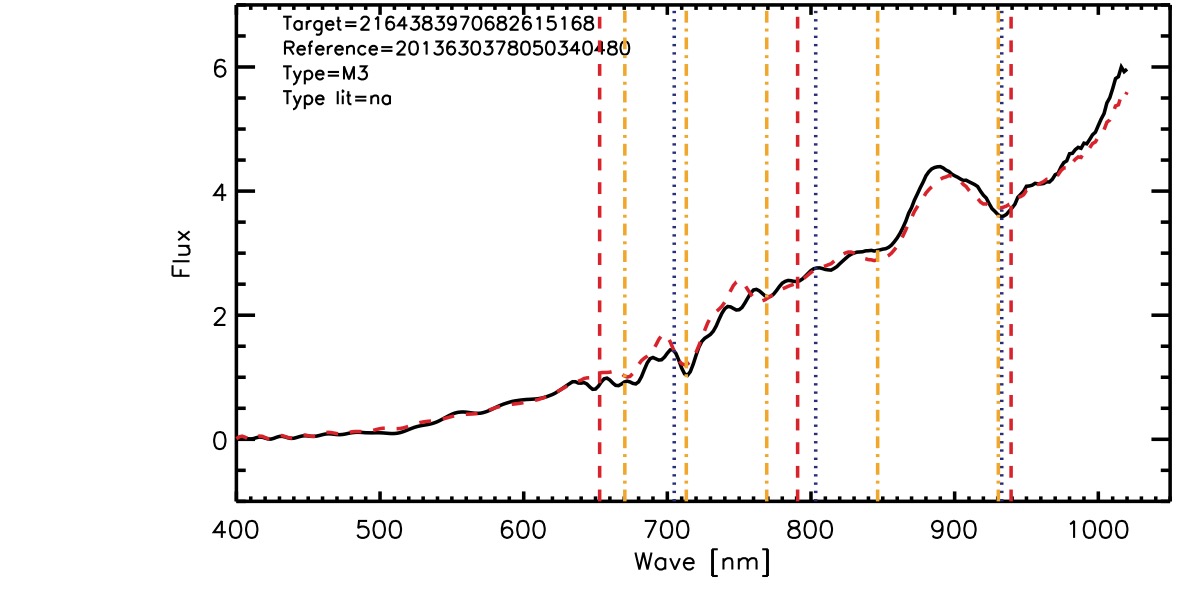 Target=2164383970682615168
Reference=2013630378050340480
Type=M3
Type lit=na
6
4
2
0
Flux
400 500 600 700 800 900 1000
Wave [nm]